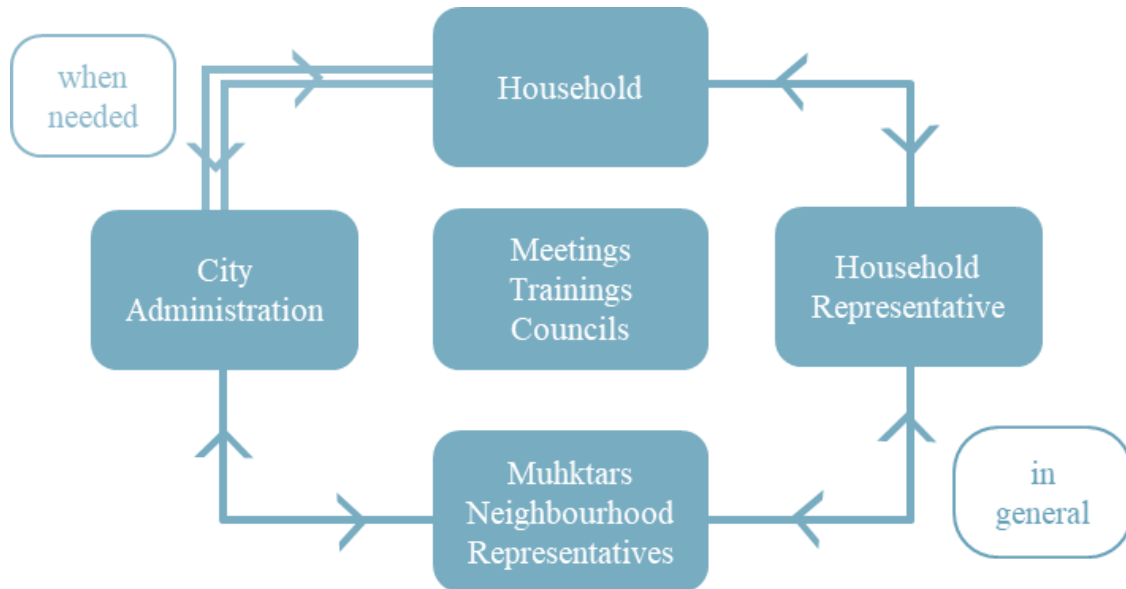 when
needed
Household
City
Administration
Meetings
Trainings
Councils
Household
Representative
Muhktars
Neighbourhood
Representatives
in
general